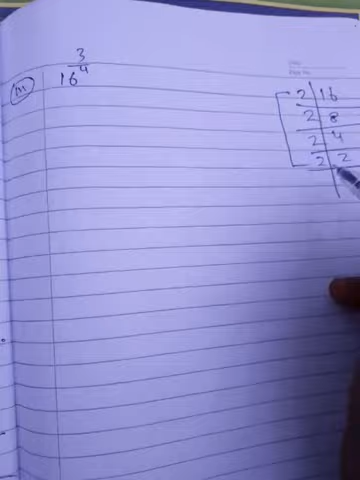 (iii) 16^(3/4)
2 | 16
2 | 8
2 | 4
2 | 2